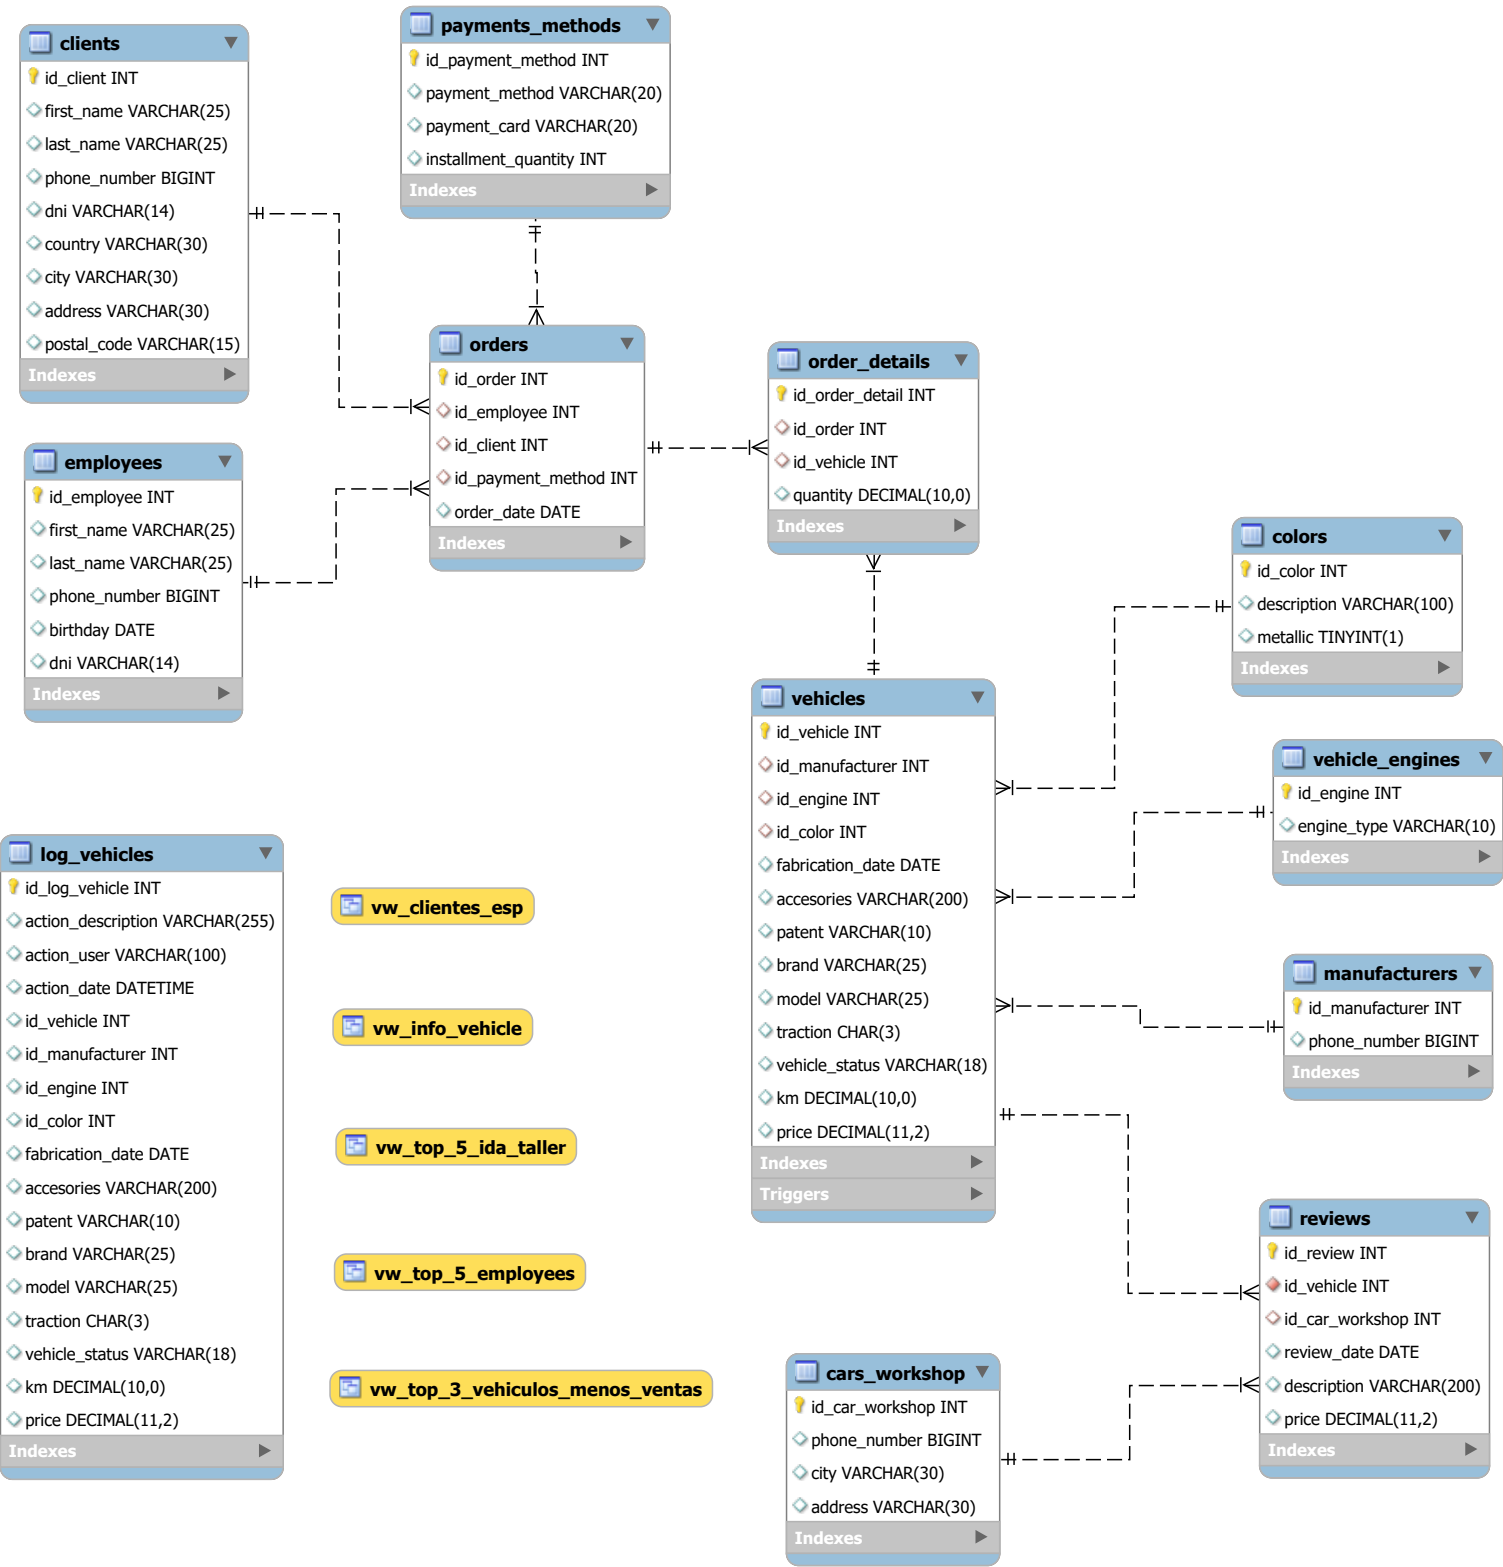 clients
id_client INT
first_name VARCHAR(25)
last_name VARCHAR(25)
phone_number BIGINT
dni VARCHAR(14)
country VARCHAR(30)
city VARCHAR(30)
address VARCHAR(30)
postal_code VARCHAR(15)
Indexes
payments_methods
id_payment_method INT
payment_method VARCHAR(20)
payment_card VARCHAR(20)
installment_quantity INT
Indexes
employees
id_employee INT
first_name VARCHAR(25)
last_name VARCHAR(25)
phone_number BIGINT
birthday DATE
dni VARCHAR(14)
Indexes
orders
id_order INT
id_employee INT
id_client INT
id_payment_method INT
order_date DATE
Indexes
order_details
id_order_detail INT
id_order INT
id_vehicle INT
quantity DECIMAL(10,0)
Indexes
colors
id_color INT
description VARCHAR(100)
metallic TINYINT(1)
Indexes
vehicles
id_vehicle INT
id_manufacturer INT
id_engine INT
id_color INT
fabrication_date DATE
accesories VARCHAR(200)
patent VARCHAR(10)
brand VARCHAR(25)
model VARCHAR(25)
traction CHAR(3)
vehicle_status VARCHAR(18)
km DECIMAL(10,0)
price DECIMAL(11,2)
Indexes
Triggers
vehicle_engines
id_engine INT
engine_type VARCHAR(10)
Indexes
manufacturers
id_manufacturer INT
phone_number BIGINT
Indexes
log_vehicles
id_log_vehicle INT
action_description VARCHAR(255)
action_user VARCHAR(100)
action_date DATETIME
id_vehicle INT
id_manufacturer INT
id_engine INT
id_color INT
fabrication_date DATE
accesories VARCHAR(200)
patent VARCHAR(10)
brand VARCHAR(25)
model VARCHAR(25)
traction CHAR(3)
vehicle_status VARCHAR(18)
km DECIMAL(10,0)
price DECIMAL(11,2)
Indexes
vw_clientes_esp
vw_info_vehicle
vw_top_5_ida_taller
vw_top_5_employees
vw_top_3_vehiculos_menos_ventas
reviews
id_review INT
id_vehicle INT
id_car_workshop INT
review_date DATE
description VARCHAR(200)
price DECIMAL(11,2)
Indexes
cars_workshop
id_car_workshop INT
phone_number BIGINT
city VARCHAR(30)
address VARCHAR(30)
Indexes